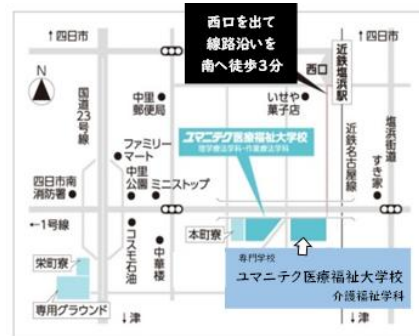 西口を出て
線路沿いを
南へ徒歩3分
↑四日市
↑四日市
N
国道23号線
中里
郵便局
西口
近鉄塩浜駅
いせや
菓子店
ファミリー
マート
ユマニテク医療福祉大学校
理学療法学科・作業療法学科
近鉄名古屋線
塩浜街道
すき家
四日市南
消防署
中里
公園
ミニストップ
←1号線
コスモ石油
中華楼
本町寮
栄町寮
専用グラウンド
専門学校
ユマニテク医療福祉大学校
介護福祉学科
↓津
↓津